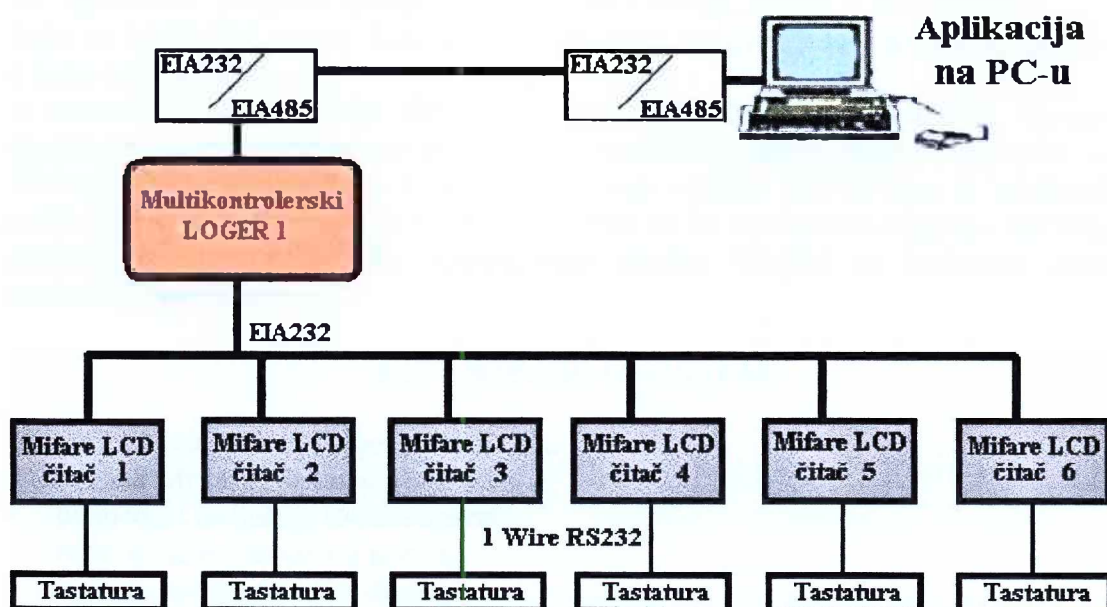 Aplikacija
na PC-u
EIA232
EIA485
EIA232
EIA485
Multikontrolerski
LOGER 1
EIA232
Mifare LCD
čitač 1
Mifare LCD
čitač 2
Mifare LCD
čitač 3
Mifare LCD
čitač 4
Mifare LCD
čitač 5
Mifare LCD
čitač 6
1 Wire RS232
Tastatura
Tastatura
Tastatura
Tastatura
Tastatura
Tastatura